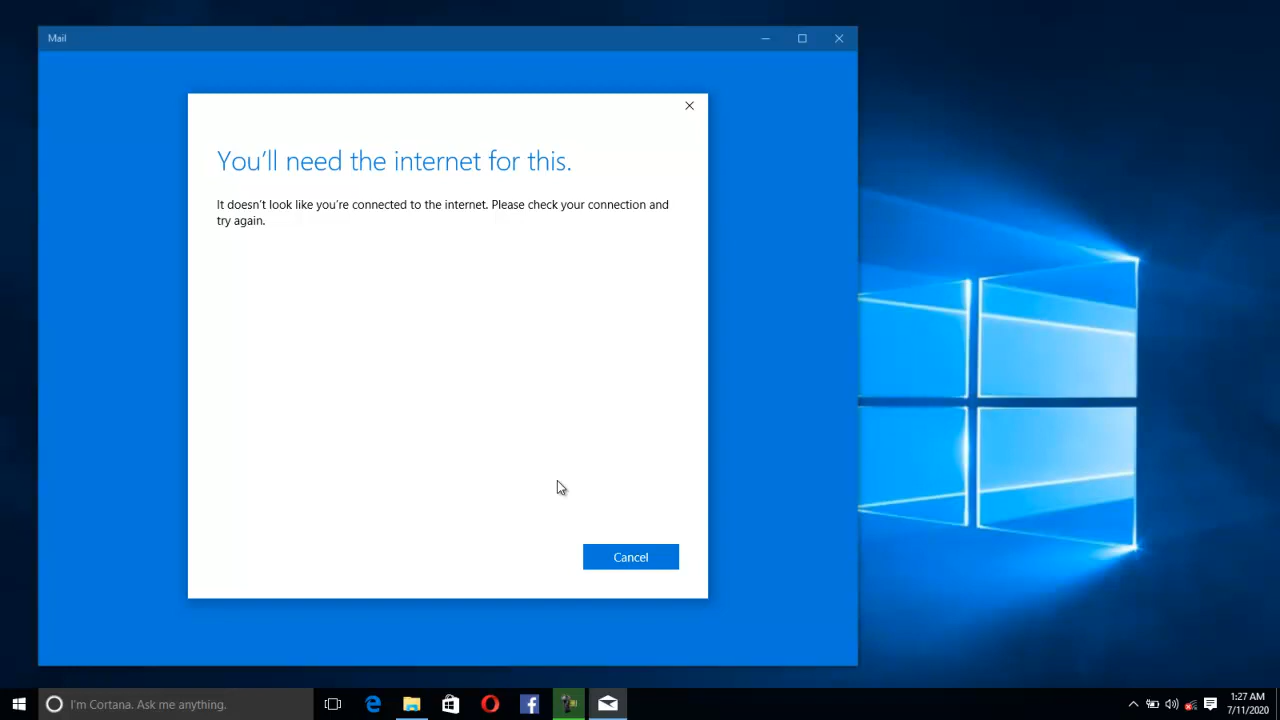 Mail
You'll need the internet for this.
It doesn't look like you're connected to the internet. Please check your connection and
try again.
Cancel
I'm Cortana. Ask me anything.
1:27 AM
7/11/2020